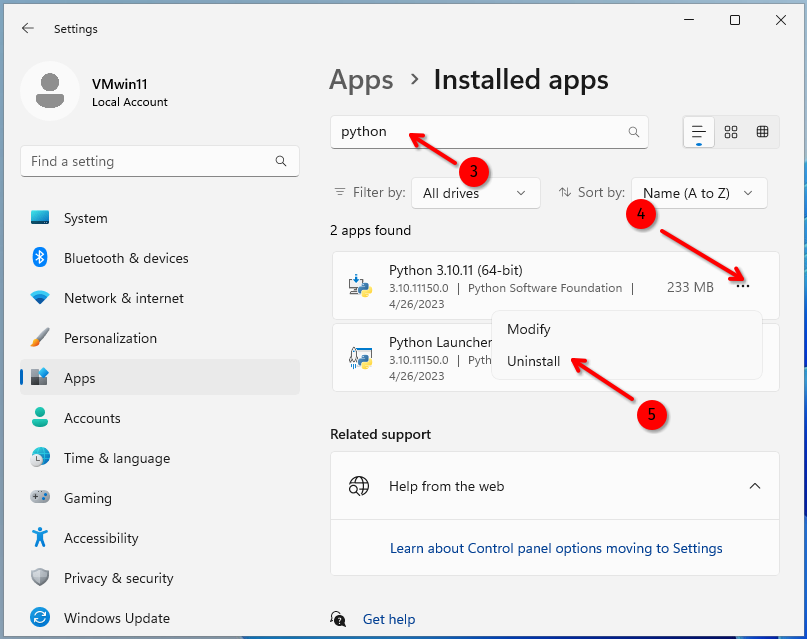 Settings
VMwin11
Local Account
Find a setting
System
Bluetooth & devices
Network & internet
Personalization
Apps
Accounts
Time & language
Gaming
Accessibility
Privacy & security
Windows Update
Apps > Installed apps
python
3
Filter by: All drives
Sort by: Name (A to Z)
4
2 apps found
Python 3.10.11 (64-bit)
3.10.11150.0 | Python Software Foundation |
233 MB
4/26/2023
Modify
Uninstall
Python Launcher
3.10.11150.0 | Pyth
4/26/2023
5
Related support
Help from the web
Learn about Control panel options moving to Settings
Get help